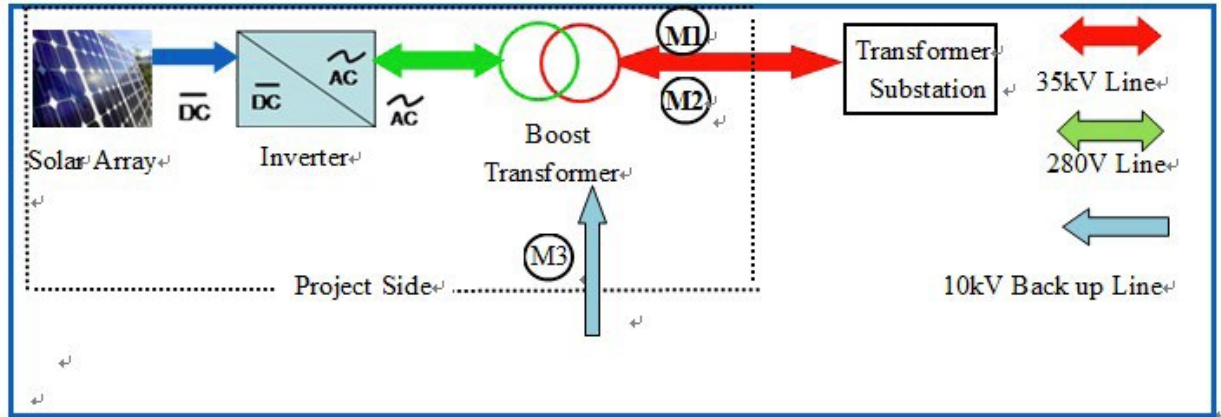 M1
M2
Transformer
Substation
35kV Line
DC
AC
DC
AC
Solar Array
Inverter
Boost
Transformer
280V Line
M3
Project Side
10kV Back up Line